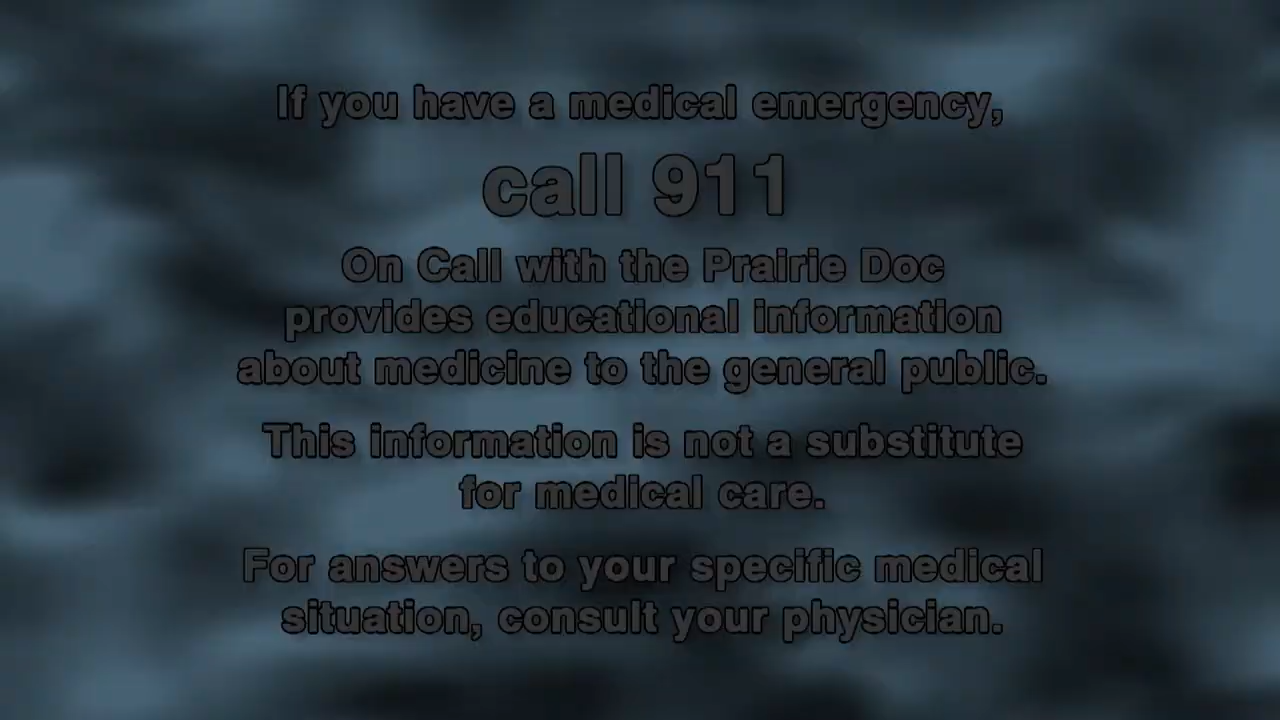 If you have a medical emergency,
call 911
On Call with the Prairie Doc
provides educational information
about medicine to the general public.
This information is not a substitute
for medical care.
For answers to your specific medical
situation, consult your physician.